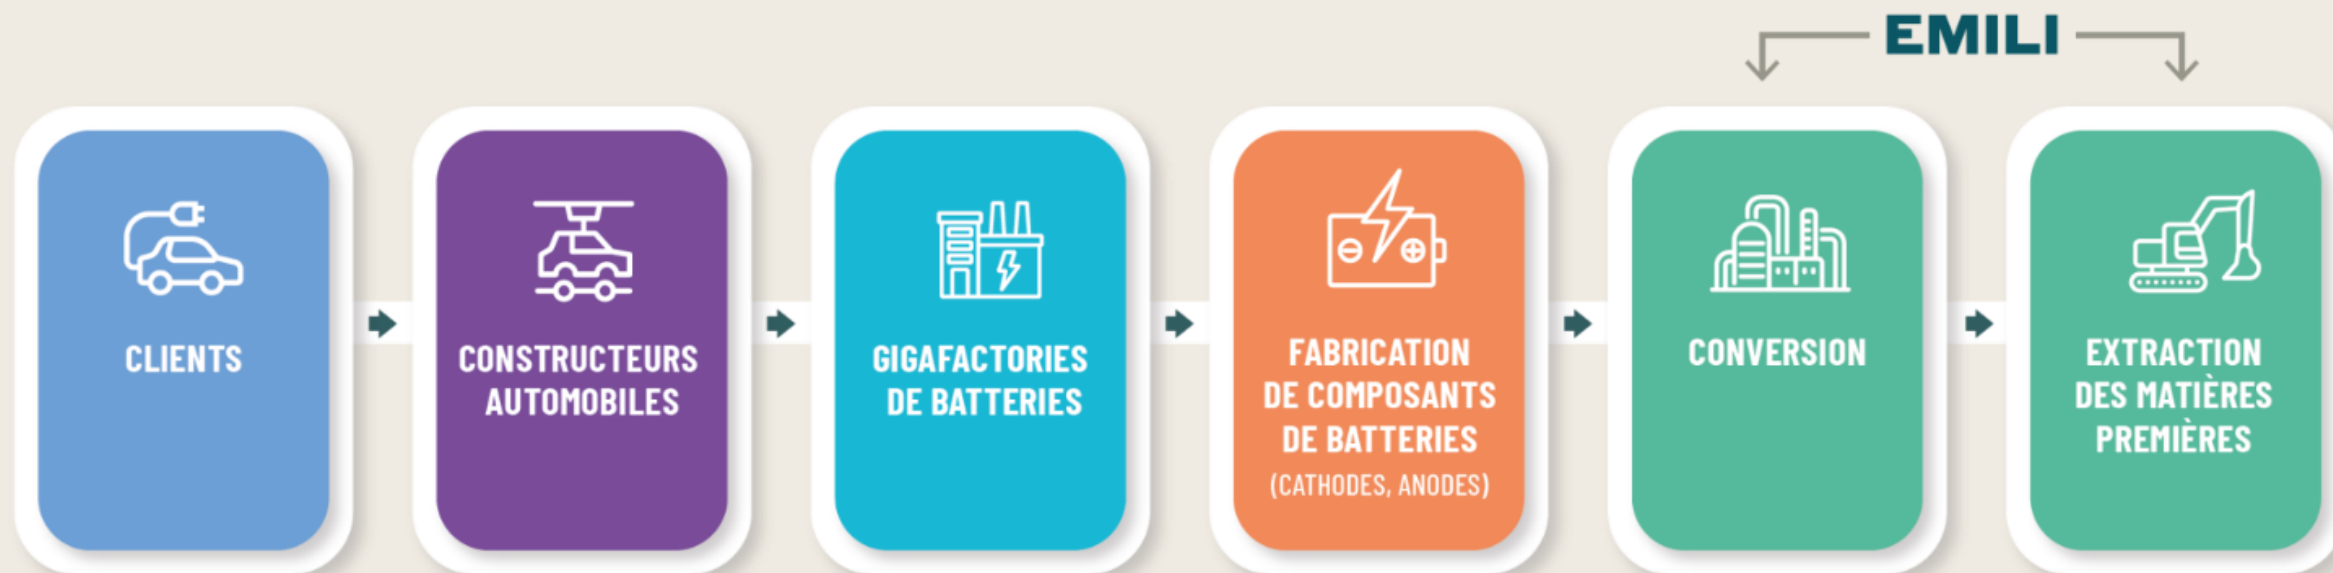 EMILI
CLIENTS
CONSTRUCTEURS
AUTOMOBILES
GIGAFACTORIES
DE BATTERIES
FABRICATION
DE COMPOSANTS
DE BATTERIES
(CATHODES, ANODES)
CONVERSION
EXTRACTION
DES MATIÈRES
PREMIÈRES